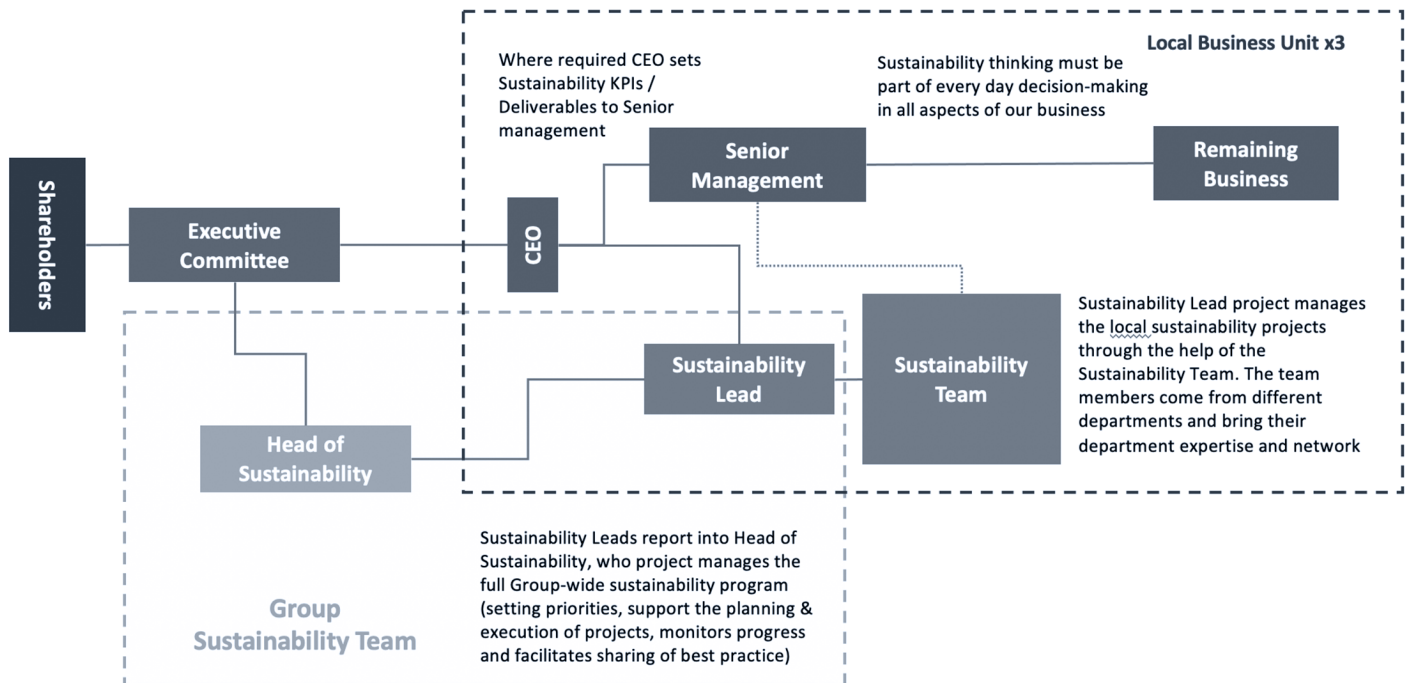 Local Business Unit x3
Where required CEO sets
Sustainability KPIs /
Deliverables to Senior
management
Sustainability thinking must be
part of every day decision-making
in all aspects of our business
Senior
Management
Remaining
Business
Shareholders
Executive
Committee
CEO
Sustainability
Lead
Sustainability
Team
Sustainability Lead project manages
the local sustainability projects
through the help of the
Sustainability Team. The team
members come from different
departments and bring their
department expertise and network
Head of
Sustainability
Sustainability Leads report into Head of
Sustainability, who project manages the
full Group-wide sustainability program
(setting priorities, support the planning &
execution of projects, monitors progress
and facilitates sharing of best practice)
Group
Sustainability Team